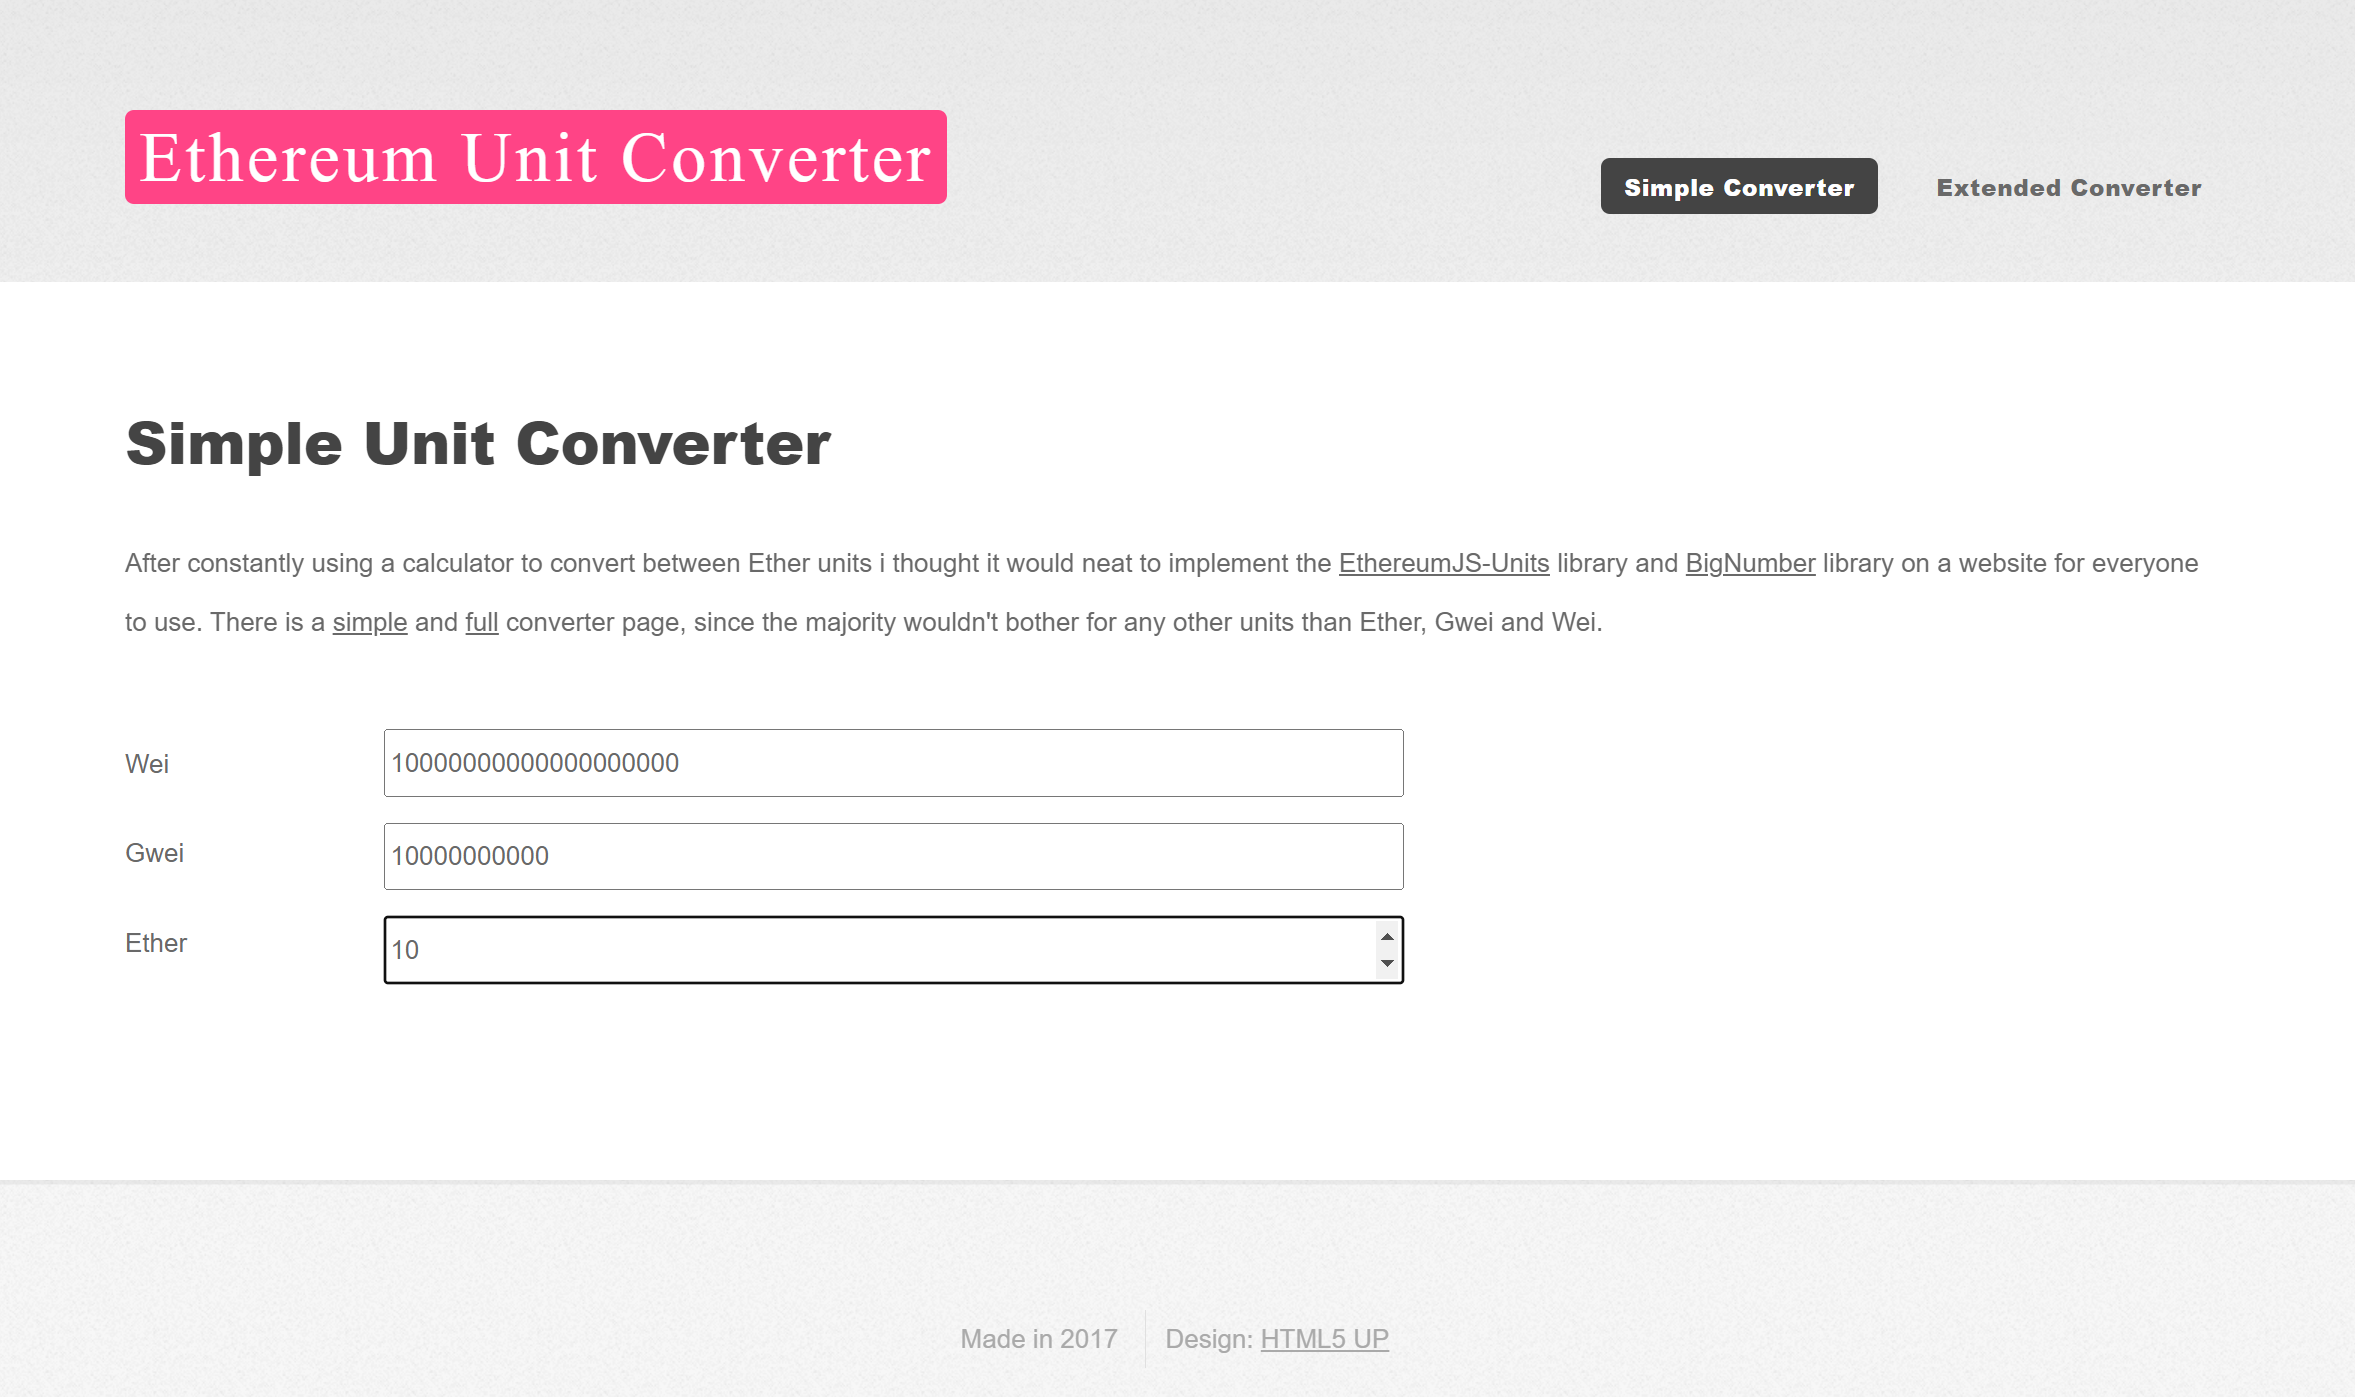 Ethereum Unit Converter
Simple Converter
Extended Converter
Simple Unit Converter
After constantly using a calculator to convert between Ether units i thought it would neat to implement the EthereumJS-Units library and BigNumber library on a website for everyone
to use. There is a simple and full converter page, since the majority wouldn't bother for any other units than Ether, Gwei and Wei.
Wei
10000000000000000000
Gwei
10000000000
Ether
10
Made in 2017
Design: HTML5 UP